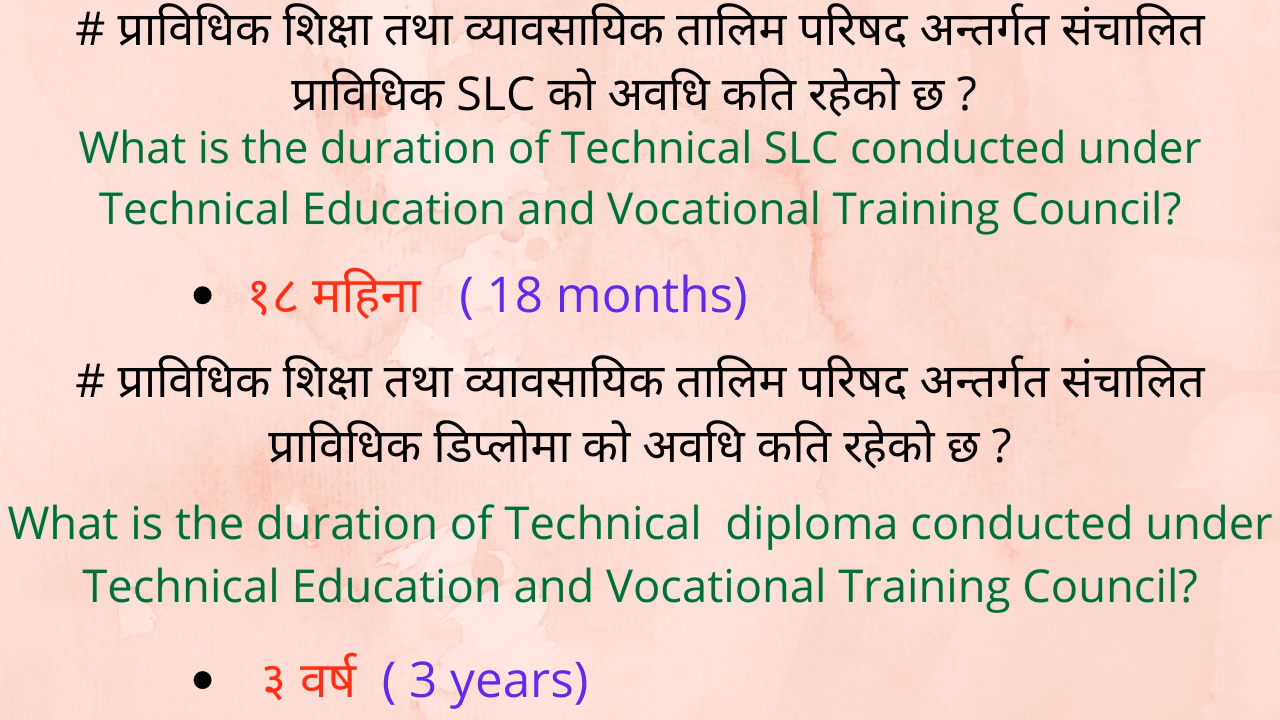 # प्राविधिक शिक्षा तथा व्यावसायिक तालिम परिषद अन्तर्गत संचालित
प्राविधिक SLC को अवधि कति रहेको छ ?
What is the duration of Technical SLC conducted under
Technical Education and Vocational Training Council?
• १८ महिना ( 18 months)
# प्राविधिक शिक्षा तथा व्यावसायिक तालिम परिषद अन्तर्गत संचालित
प्राविधिक डिप्लोमा को अवधि कति रहेको छ ?
What is the duration of Technical diploma conducted under
Technical Education and Vocational Training Council?
• ३ वर्ष ( 3 years)